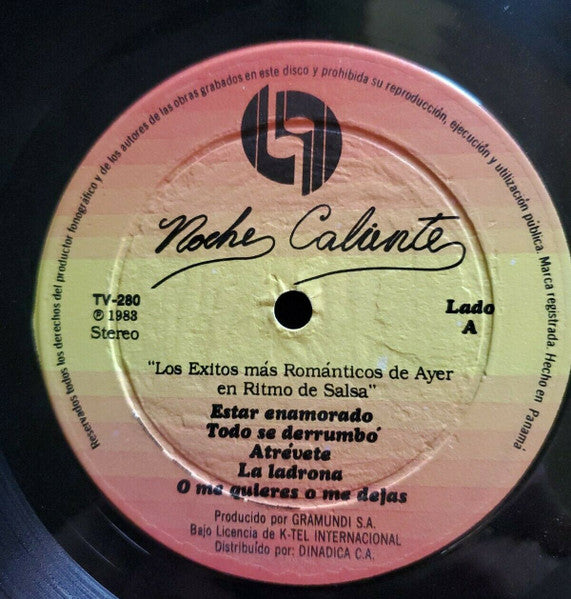 Reservados todos los derechos del productor fonográfico y de los autores de las obras grabados en este disco y prohibida su reproducción, ejecución y utilización pública. Marca registrada. Hecho en Panamá
Noche Caliente
TV-280
℗ 1983
Stereo
Lado
A
"Los Exitos más Románticos de Ayer
en Ritmo de Salsa"
Estar enamorado
Todo se derrumbó
Atrévete
La ladrona
O me quieres o me dejas
Producido por GRAMUNDI S.A.
Bajo Licencia de K-TEL INTERNACIONAL
Distribuído por: DINADICA C.A.